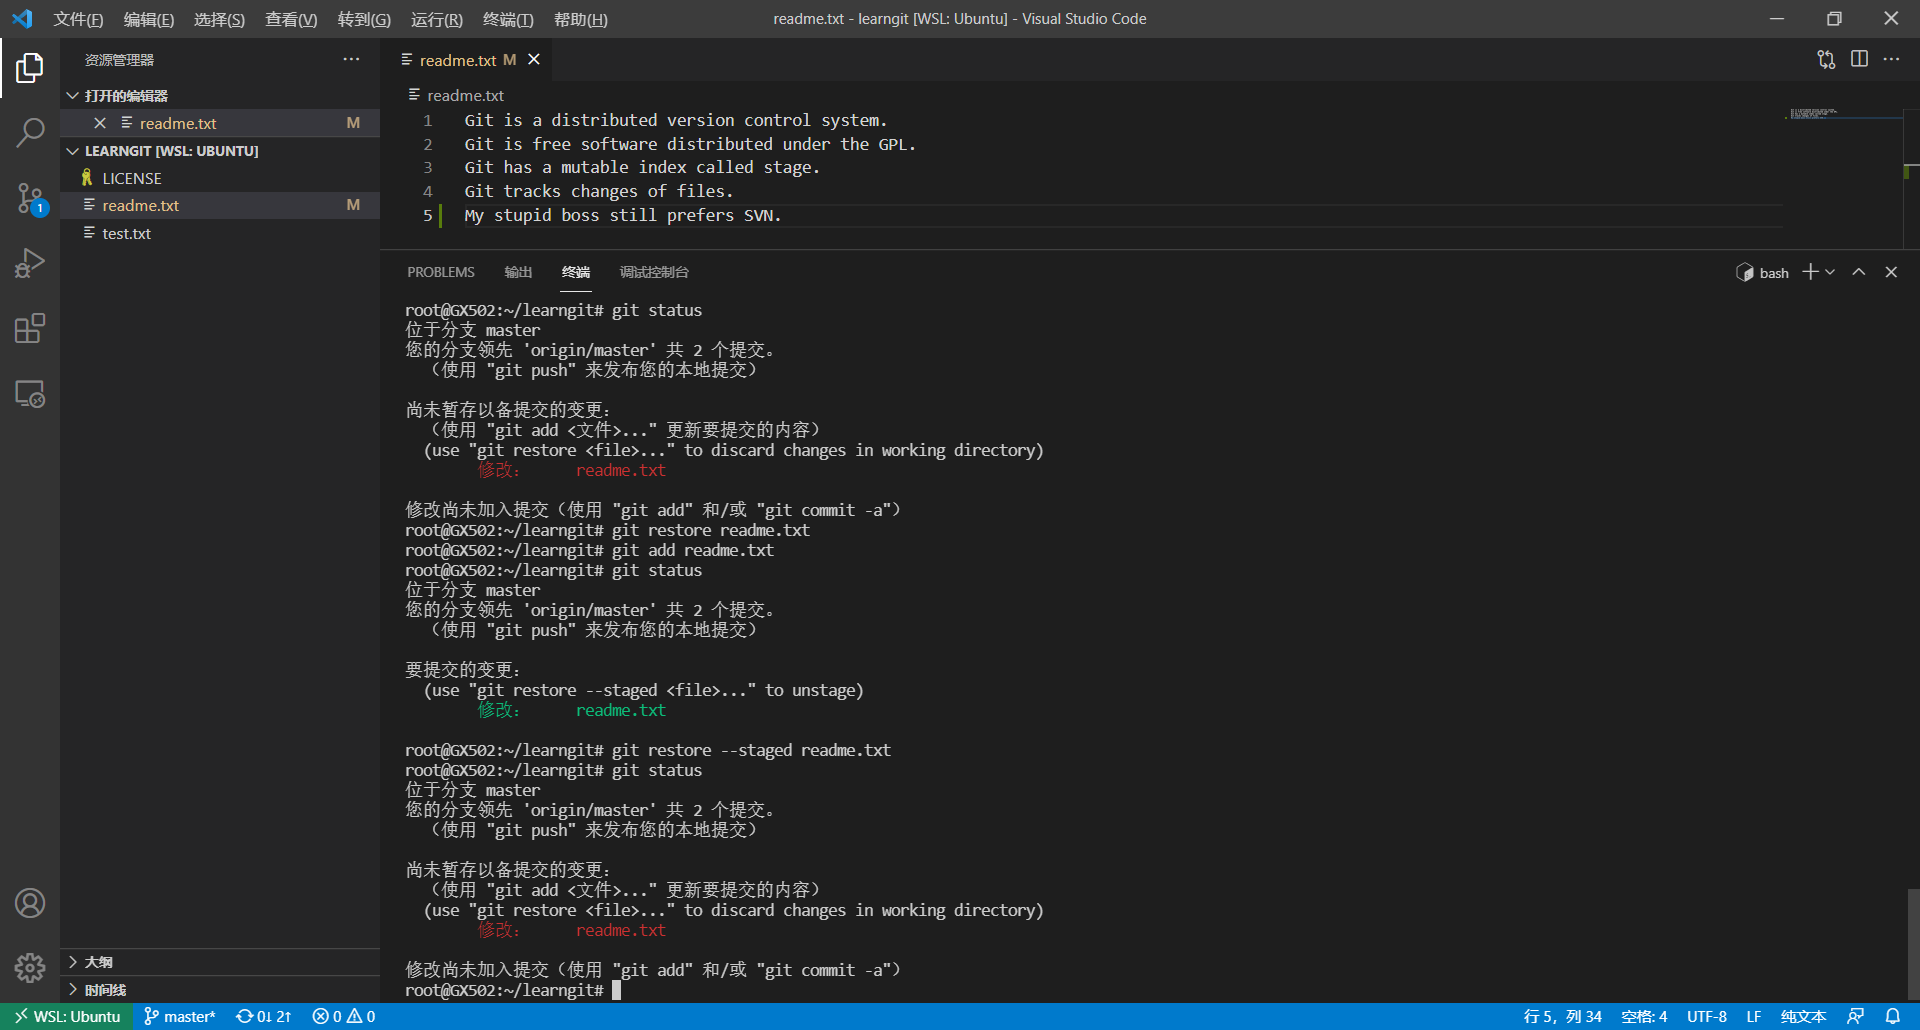 文件(F) 编辑(E) 选择(S) 查看(V) 转到(G) 运行(R) 终端(T) 帮助(H) readme.txt - learngit [WSL: Ubuntu] - Visual Studio Code
资源管理器
打开的编辑器
readme.txt M
LEARNGIT [WSL: UBUNTU]
LICENSE
readme.txt M
test.txt
1
大纲
时间线
readme.txt M
readme.txt
1 Git is a distributed version control system.
2 Git is free software distributed under the GPL.
3 Git has a mutable index called stage.
4 Git tracks changes of files.
5 My stupid boss still prefers SVN.
PROBLEMS 输出 终端 调试控制台 bash
root@GX502:~/learngit# git status
位于分支 master
您的分支领先 'origin/master' 共 2 个提交。
（使用 "git push" 来发布您的本地提交）
尚未暂存以备提交的变更：
（使用 "git add <文件>..." 更新要提交的内容）
(use "git restore <file>..." to discard changes in working directory)
修改： readme.txt
修改尚未加入提交（使用 "git add" 和/或 "git commit -a"）
root@GX502:~/learngit# git restore readme.txt
root@GX502:~/learngit# git add readme.txt
root@GX502:~/learngit# git status
位于分支 master
您的分支领先 'origin/master' 共 2 个提交。
（使用 "git push" 来发布您的本地提交）
要提交的变更：
(use "git restore --staged <file>..." to unstage)
修改： readme.txt
root@GX502:~/learngit# git restore --staged readme.txt
root@GX502:~/learngit# git status
位于分支 master
您的分支领先 'origin/master' 共 2 个提交。
（使用 "git push" 来发布您的本地提交）
尚未暂存以备提交的变更：
（使用 "git add <文件>..." 更新要提交的内容）
(use "git restore <file>..." to discard changes in working directory)
修改： readme.txt
修改尚未加入提交（使用 "git add" 和/或 "git commit -a"）
root@GX502:~/learngit#
WSL: Ubuntu master* 0↓ 2↑ 0 0 行 5，列 34 空格: 4 UTF-8 LF 纯文本